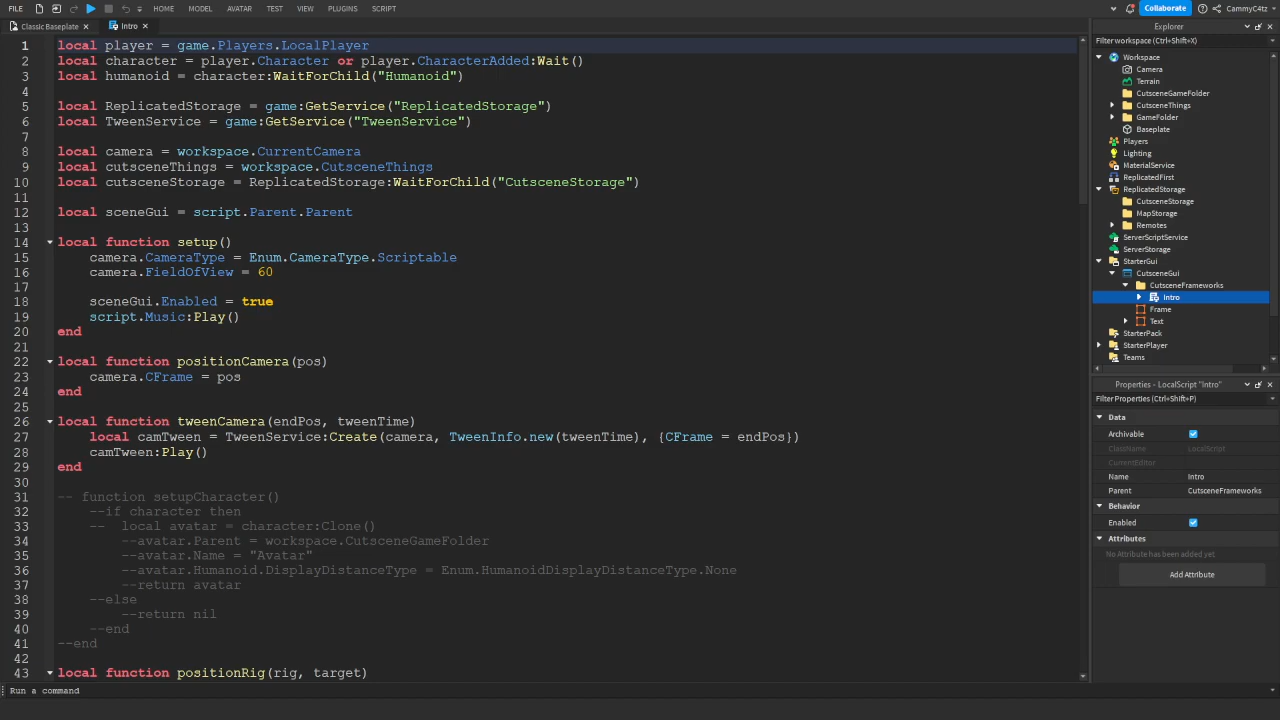 FILE HOME MODEL AVATAR TEST VIEW PLUGINS SCRIPT Collaborate CammyC4tz
Classic Baseplate Intro
1 local player = game.Players.LocalPlayer
2 local character = player.Character or player.CharacterAdded:Wait()
3 local humanoid = character:WaitForChild("Humanoid")
4
5 local ReplicatedStorage = game:GetService("ReplicatedStorage")
6 local TweenService = game:GetService("TweenService")
7
8 local camera = workspace.CurrentCamera
9 local cutsceneThings = workspace.CutsceneThings
10 local cutsceneStorage = ReplicatedStorage:WaitForChild("CutsceneStorage")
11
12 local sceneGui = script.Parent.Parent
13
14 local function setup()
15 camera.CameraType = Enum.CameraType.Scriptable
16 camera.FieldOfView = 60
17
18 sceneGui.Enabled = true
19 script.Music:Play()
20 end
21
22 local function positionCamera(pos)
23 camera.CFrame = pos
24 end
25
26 local function tweenCamera(endPos, tweenTime)
27 local camTween = TweenService:Create(camera, TweenInfo.new(tweenTime), {CFrame = endPos})
28 camTween:Play()
29 end
30
31 -- function setupCharacter()
32 --if character then
33 -- local avatar = character:Clone()
34 --avatar.Parent = workspace.CutsceneGameFolder
35 --avatar.Name = "Avatar"
36 --avatar.Humanoid.DisplayDistanceType = Enum.HumanoidDisplayDistanceType.None
37 --return avatar
38 --else
39 --return nil
40 --end
41 --end
42
43 local function positionRig(rig, target)
Run a command
Explorer
Filter workspace (Ctrl+Shift+X)
Workspace
Camera
Terrain
CutsceneGameFolder
CutsceneThings
GameFolder
Baseplate
Players
Lighting
MaterialService
ReplicatedFirst
ReplicatedStorage
CutsceneStorage
MapStorage
Remotes
ServerScriptService
ServerStorage
StarterGui
CutsceneGui
CutsceneFrameworks
Intro
Frame
Text
StarterPack
StarterPlayer
Teams
Properties - LocalScript "Intro"
Filter Properties (Ctrl+Shift+P)
Data
Archivable
ClassName LocalScript
CurrentEditor
Name Intro
Parent CutsceneFrameworks
Behavior
Enabled
Attributes
No Attribute has been added yet
Add Attribute